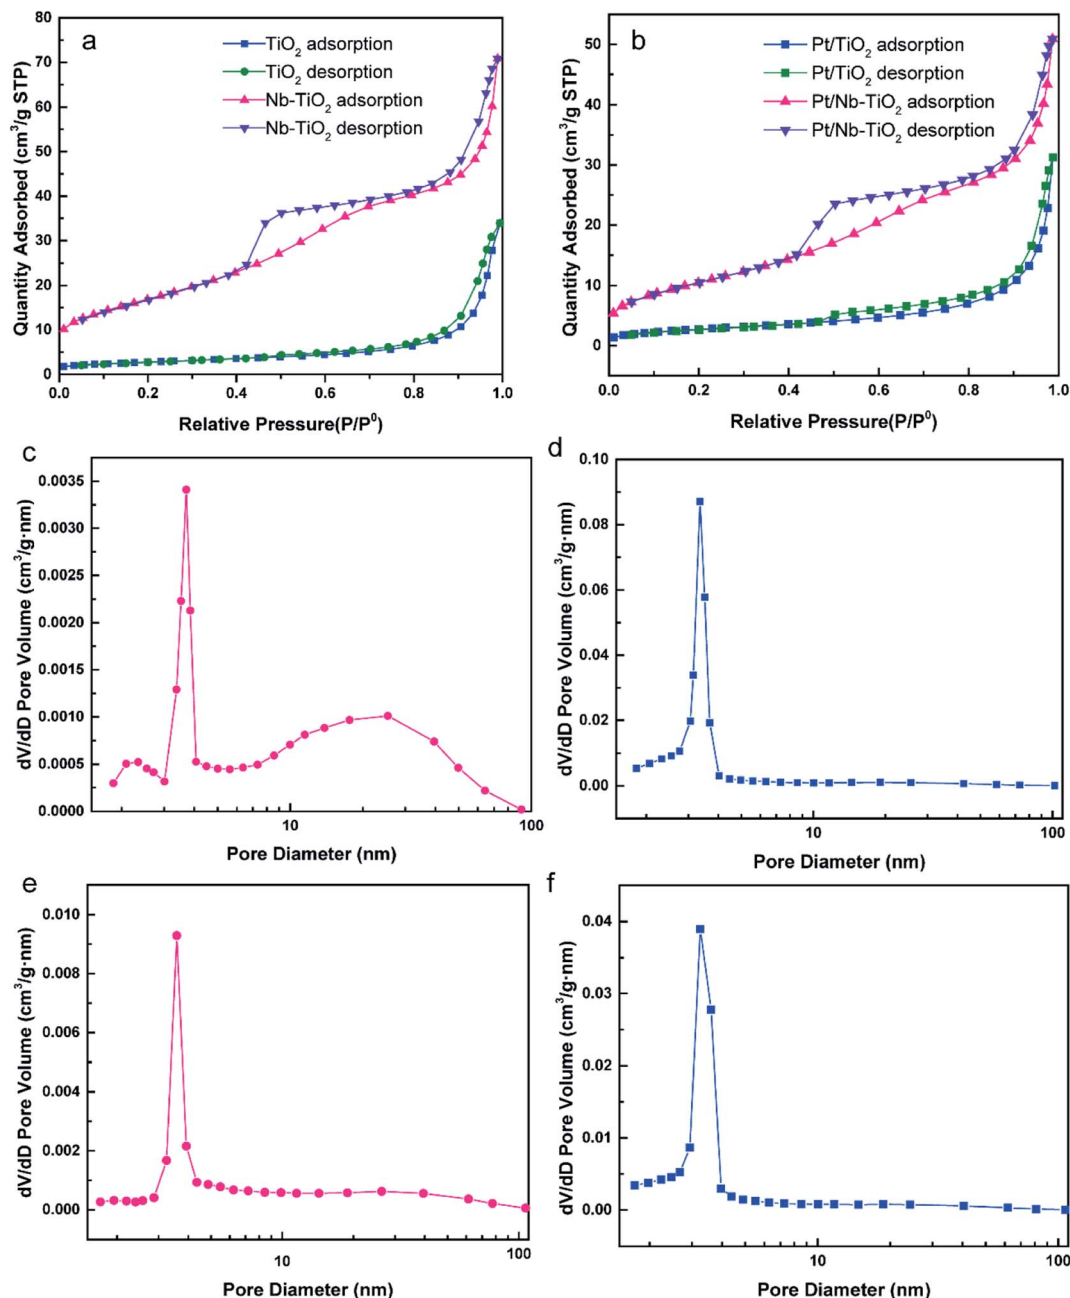 a
80
70
60
50
40
30
20
10
0
Quantity Adsorbed (cm³/g STP)
TiO₂ adsorption
TiO₂ desorption
Nb-TiO₂ adsorption
Nb-TiO₂ desorption
0.0 0.2 0.4 0.6 0.8 1.0
Relative Pressure(P/P⁰)
b
50
40
30
20
10
0
Quantity Adsorbed (cm³/g STP)
Pt/TiO₂ adsorption
Pt/TiO₂ desorption
Pt/Nb-TiO₂ adsorption
Pt/Nb-TiO₂ desorption
0.0 0.2 0.4 0.6 0.8 1.0
Relative Pressure(P/P⁰)
c
0.0035
0.0030
0.0025
0.0020
0.0015
0.0010
0.0005
0.0000
dV/dD Pore Volume (cm³/g·nm)
10 100
Pore Diameter (nm)
d
0.10
0.08
0.06
0.04
0.02
0.00
dV/dD Pore Volume (cm³/g·nm)
10 100
Pore Diameter (nm)
e
0.010
0.008
0.006
0.004
0.002
0.000
dV/dD Pore Volume (cm³/g·nm)
10 100
Pore Diameter (nm)
f
0.04
0.03
0.02
0.01
0.00
dV/dD Pore Volume (cm³/g·nm)
10 100
Pore Diameter (nm)